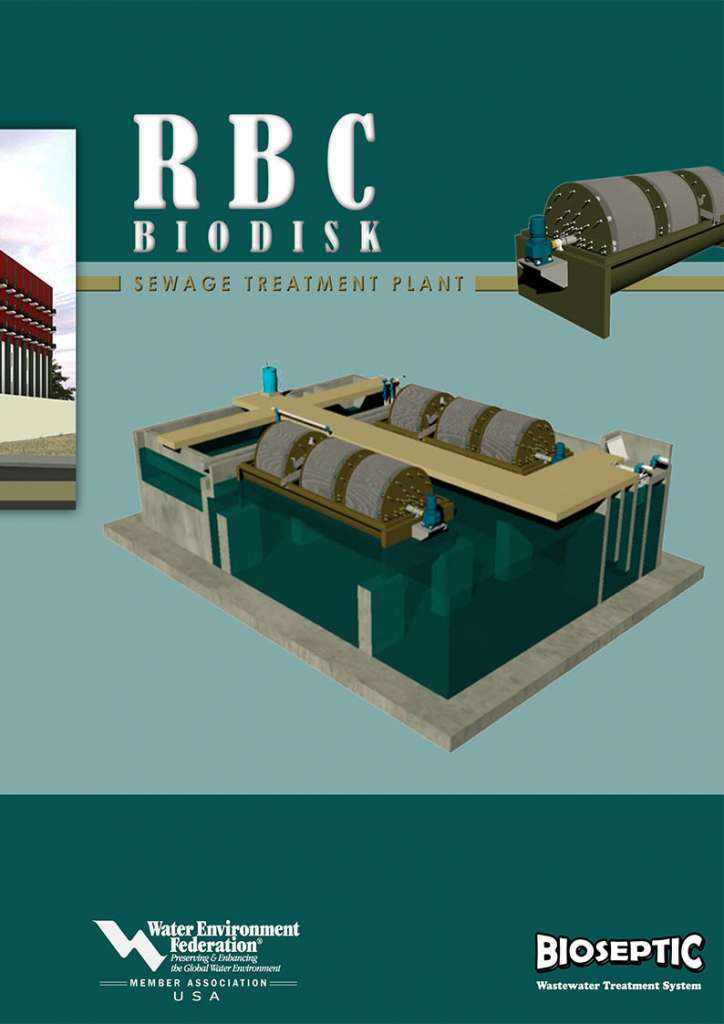 RBC
BIODISK
SEWAGE TREATMENT PLANT
Water Environment
Federation®
Preserving & Enhancing
the Global Water Environment
MEMBER ASSOCIATION
USA
BIOSEPTIC
Wastewater Treatment System